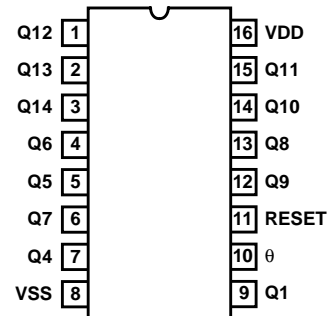 Q12 1 16 VDD
Q13 2 15 Q11
Q14 3 14 Q10
Q6 4 13 Q8
Q5 5 12 Q9
Q7 6 11 RESET
Q4 7 10 θ
VSS 8 9 Q1